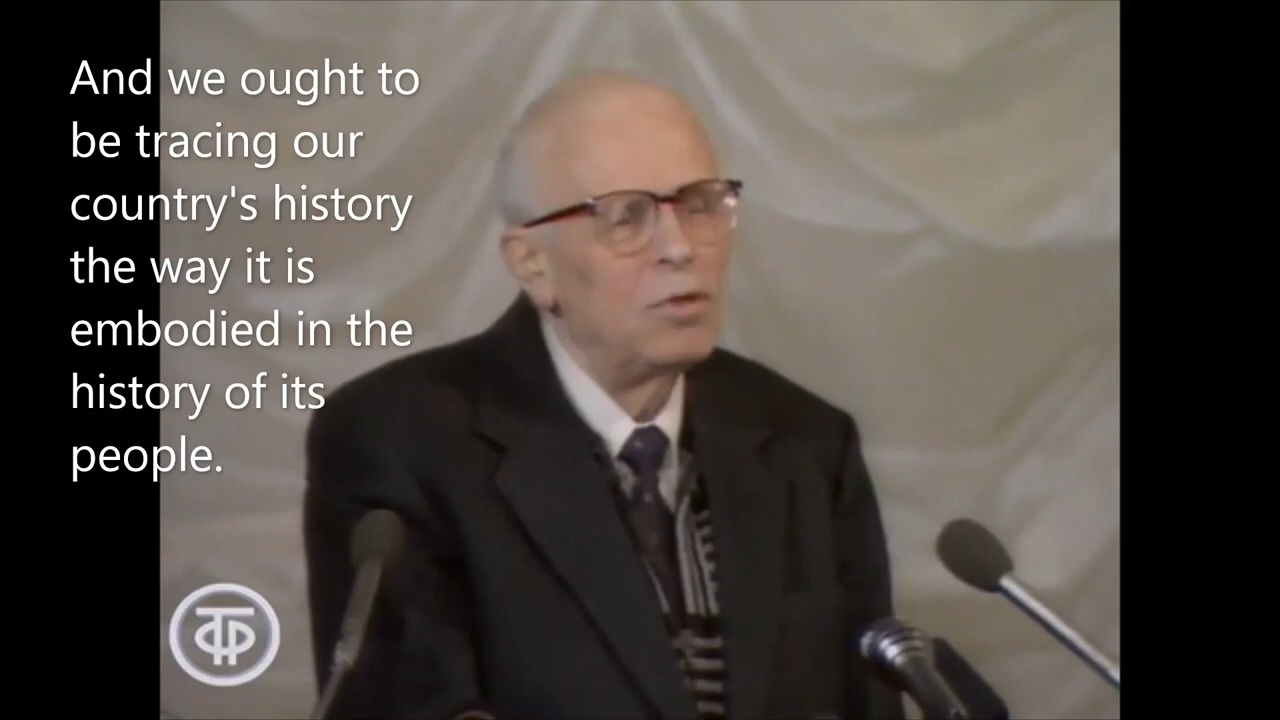 And we ought to
be tracing our
country's history
the way it is
embodied in the
history of its
people.